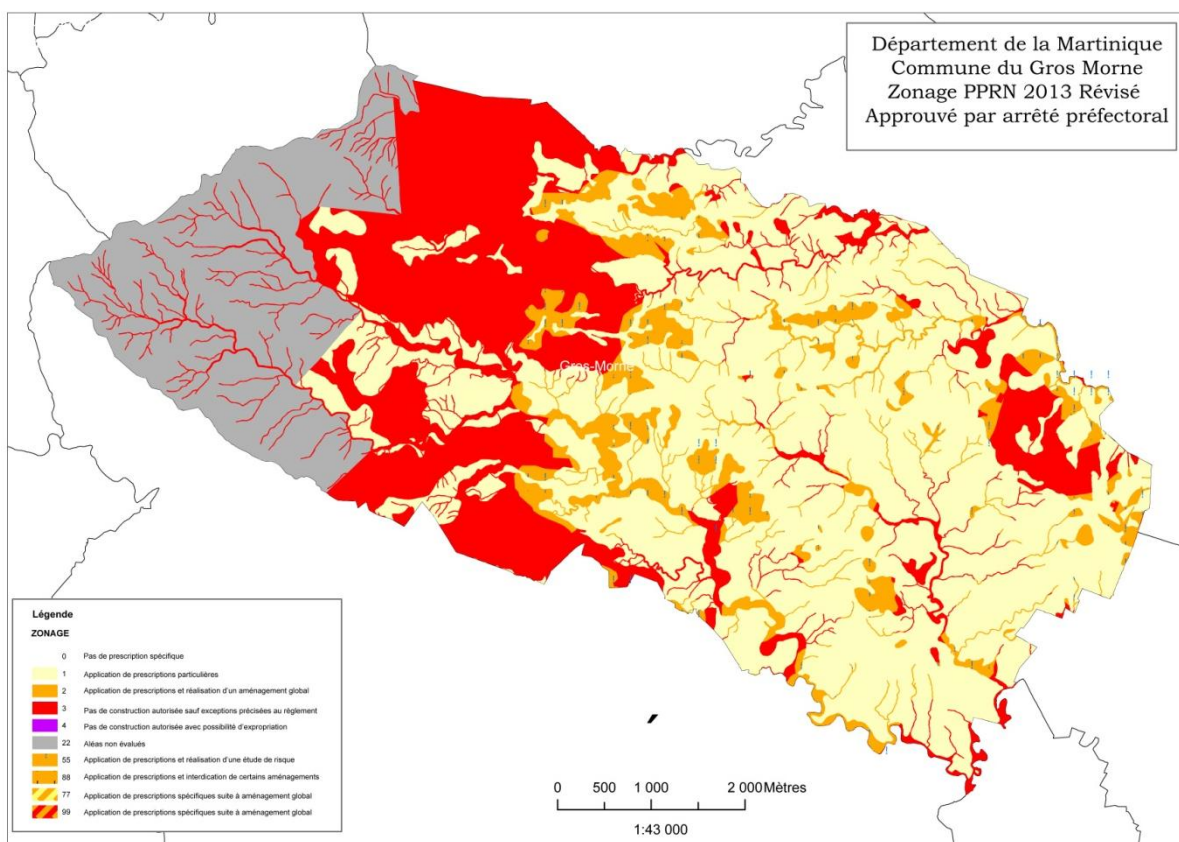 Département de la Martinique
Commune du Gros Morne
Zonage PPRN 2013 Révisé
Approuvé par arrêté préfectoral
Gros-Morne
Légende
ZONAGE
0 Pas de prescription spécifique
1 Application de prescriptions particulières
2 Application de prescriptions et réalisation d'un aménagement global
3 Pas de construction autorisée sauf exceptions précisées au réglement
4 Pas de construction autorisée avec possibilité d'expropriation
22 Aléas non évalués
55 Application de prescriptions et réalisation d'une étude de risque
88 Application de prescriptions et interdication de certains aménagements
77 Application de prescriptions spécifiques suite à aménagement global
99 Application de prescriptions spécifiques suite à aménagement global
0 500 1 000 2 000 Mètres
1:43 000